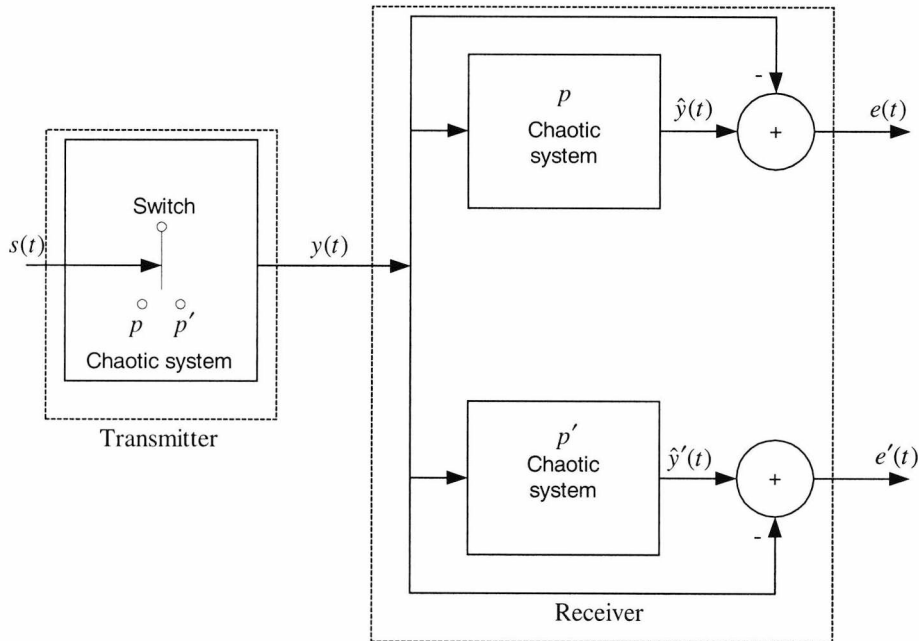 p
Chaotic
system
ŷ(t)
-
+
e(t)
Switch
s(t)
y(t)
p p′
Chaotic system
Transmitter
p′
Chaotic
system
ŷ′(t)
+
-
e′(t)
Receiver